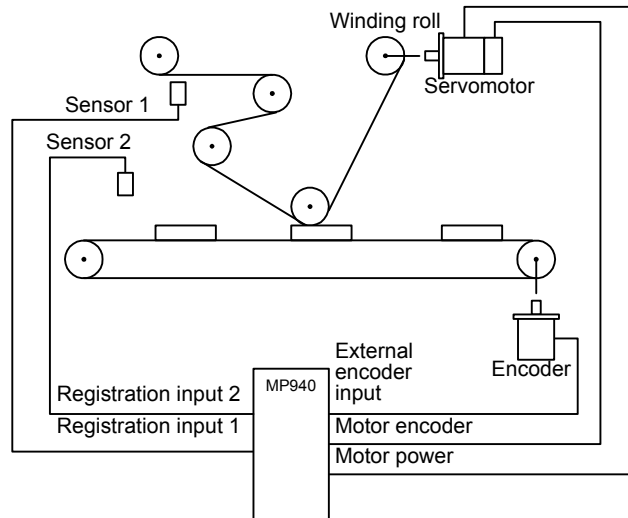 Winding roll
Servomotor
Sensor 1
Sensor 2
External
encoder
input
Encoder
MP940
Registration input 2
Registration input 1
Motor encoder
Motor power